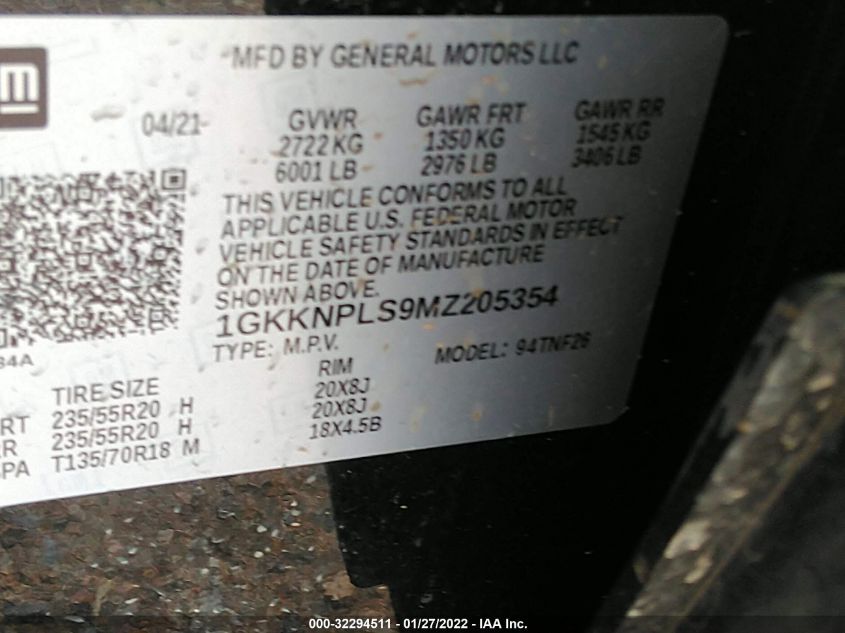 gm
MFD BY GENERAL MOTORS LLC
04/21
GVWR GAWR FRT GAWR RR
2722 KG 1350 KG 1545 KG
6001 LB 2976 LB 3406 LB
THIS VEHICLE CONFORMS TO ALL
APPLICABLE U.S. FEDERAL MOTOR
VEHICLE SAFETY STANDARDS IN EFFECT
ON THE DATE OF MANUFACTURE
SHOWN ABOVE.
1GKKNPLS9MZ205354
TYPE: M.P.V. MODEL: 94TNF26
34A
TIRE SIZE RIM
RT 235/55R20 H 20X8J
R 235/55R20 H 20X8J
PA T135/70R18 M 18X4.5B
000-32294511 - 01/27/2022 - IAA Inc.